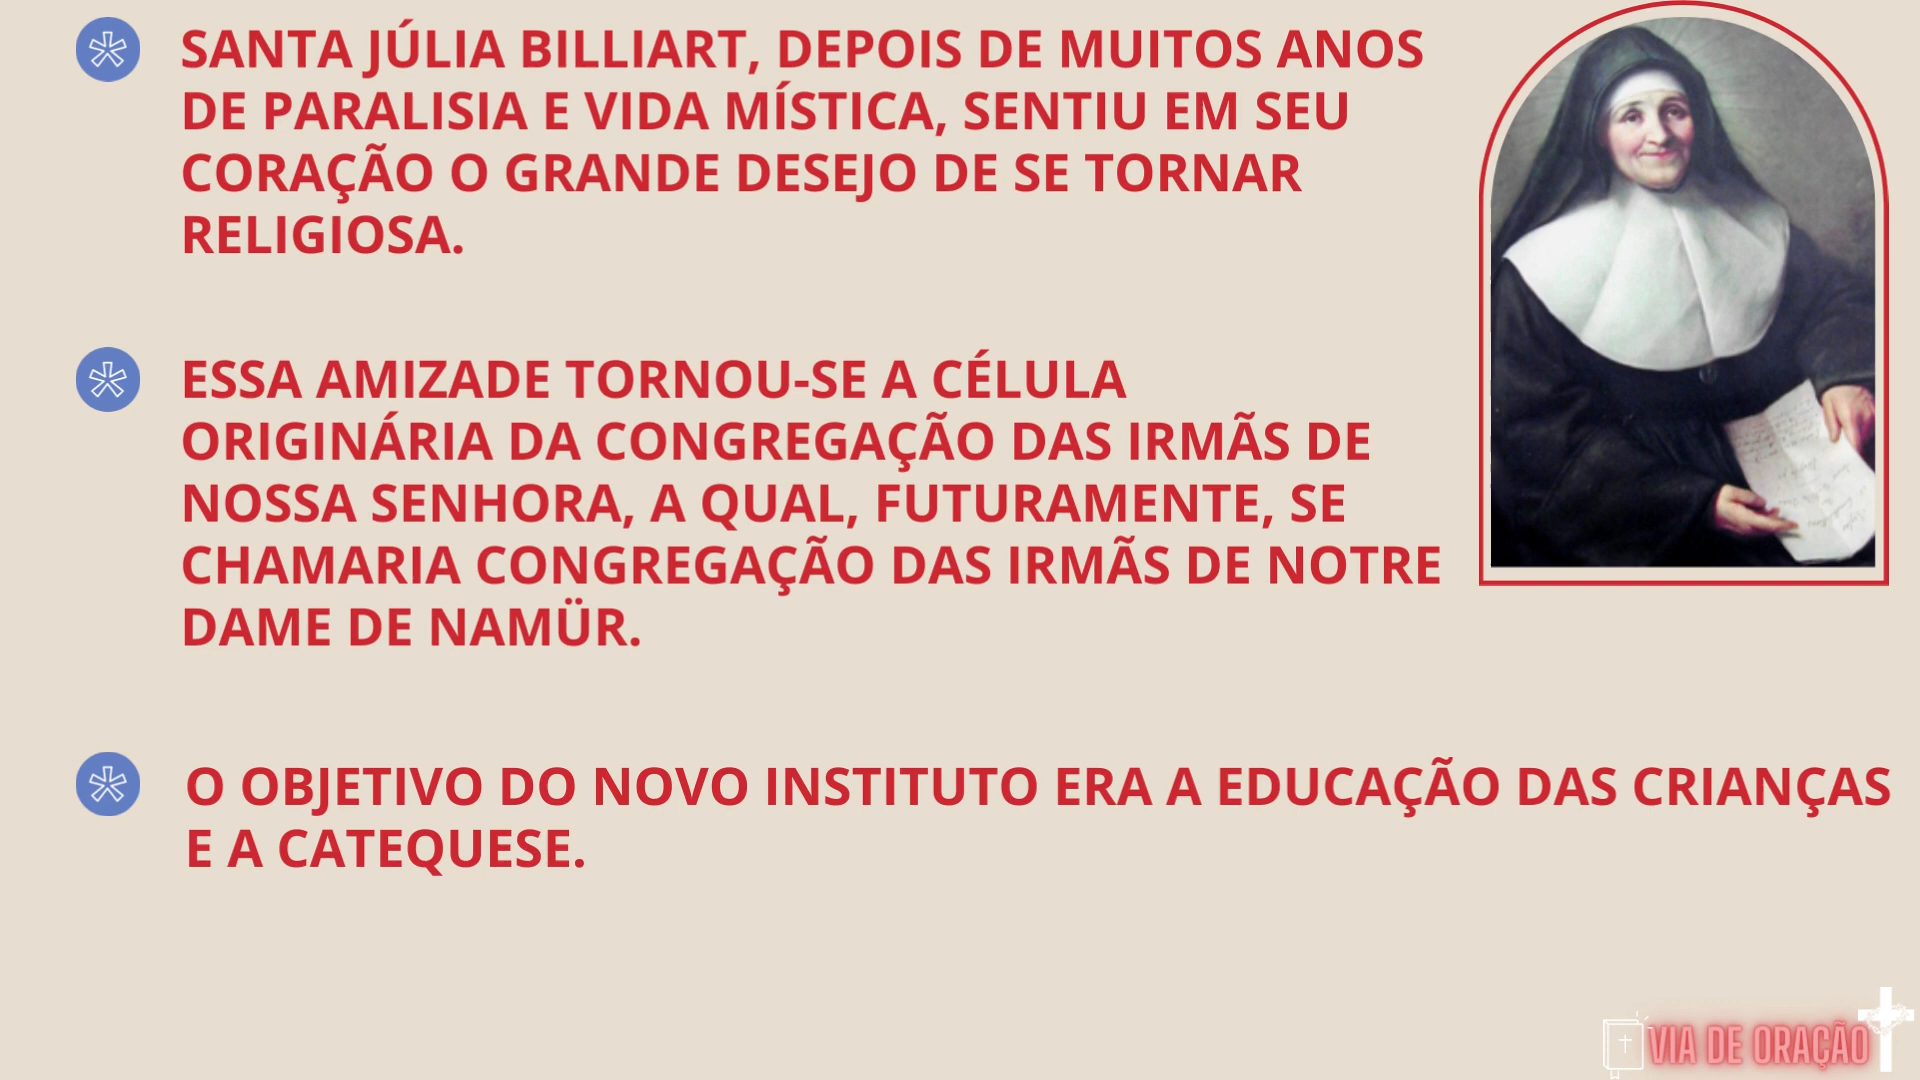 SANTA JÚLIA BILLIART, DEPOIS DE MUITOS ANOS
DE PARALISIA E VIDA MÍSTICA, SENTIU EM SEU
CORAÇÃO O GRANDE DESEJO DE SE TORNAR
RELIGIOSA.
ESSA AMIZADE TORNOU-SE A CÉLULA
ORIGINÁRIA DA CONGREGAÇÃO DAS IRMÃS DE
NOSSA SENHORA, A QUAL, FUTURAMENTE, SE
CHAMARIA CONGREGAÇÃO DAS IRMÃS DE NOTRE
DAME DE NAMÜR.
O OBJETIVO DO NOVO INSTITUTO ERA A EDUCAÇÃO DAS CRIANÇAS
E A CATEQUESE.
VIA DE ORAÇÃO